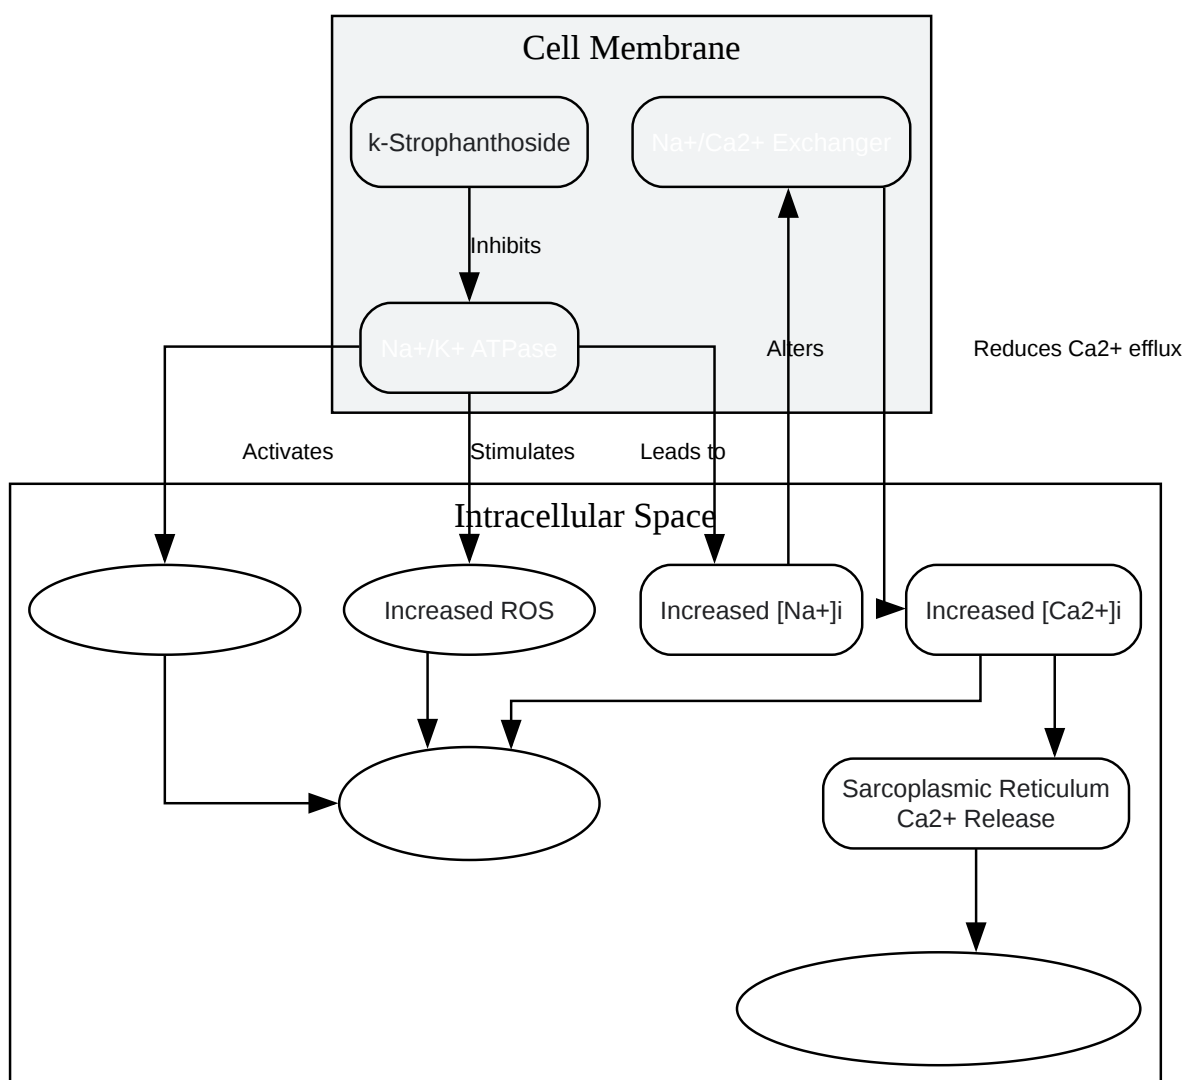 Cell Membrane
k-Strophanthoside
Na+/Ca2+ Exchanger
Inhibits
Na+/K+ ATPase
Alters
Reduces Ca2+ efflux
Activates
Stimulates
Leads to
Intracellular Space
Increased ROS
Increased [Na+]i
Increased [Ca2+]i
Sarcoplasmic Reticulum
Ca2+ Release